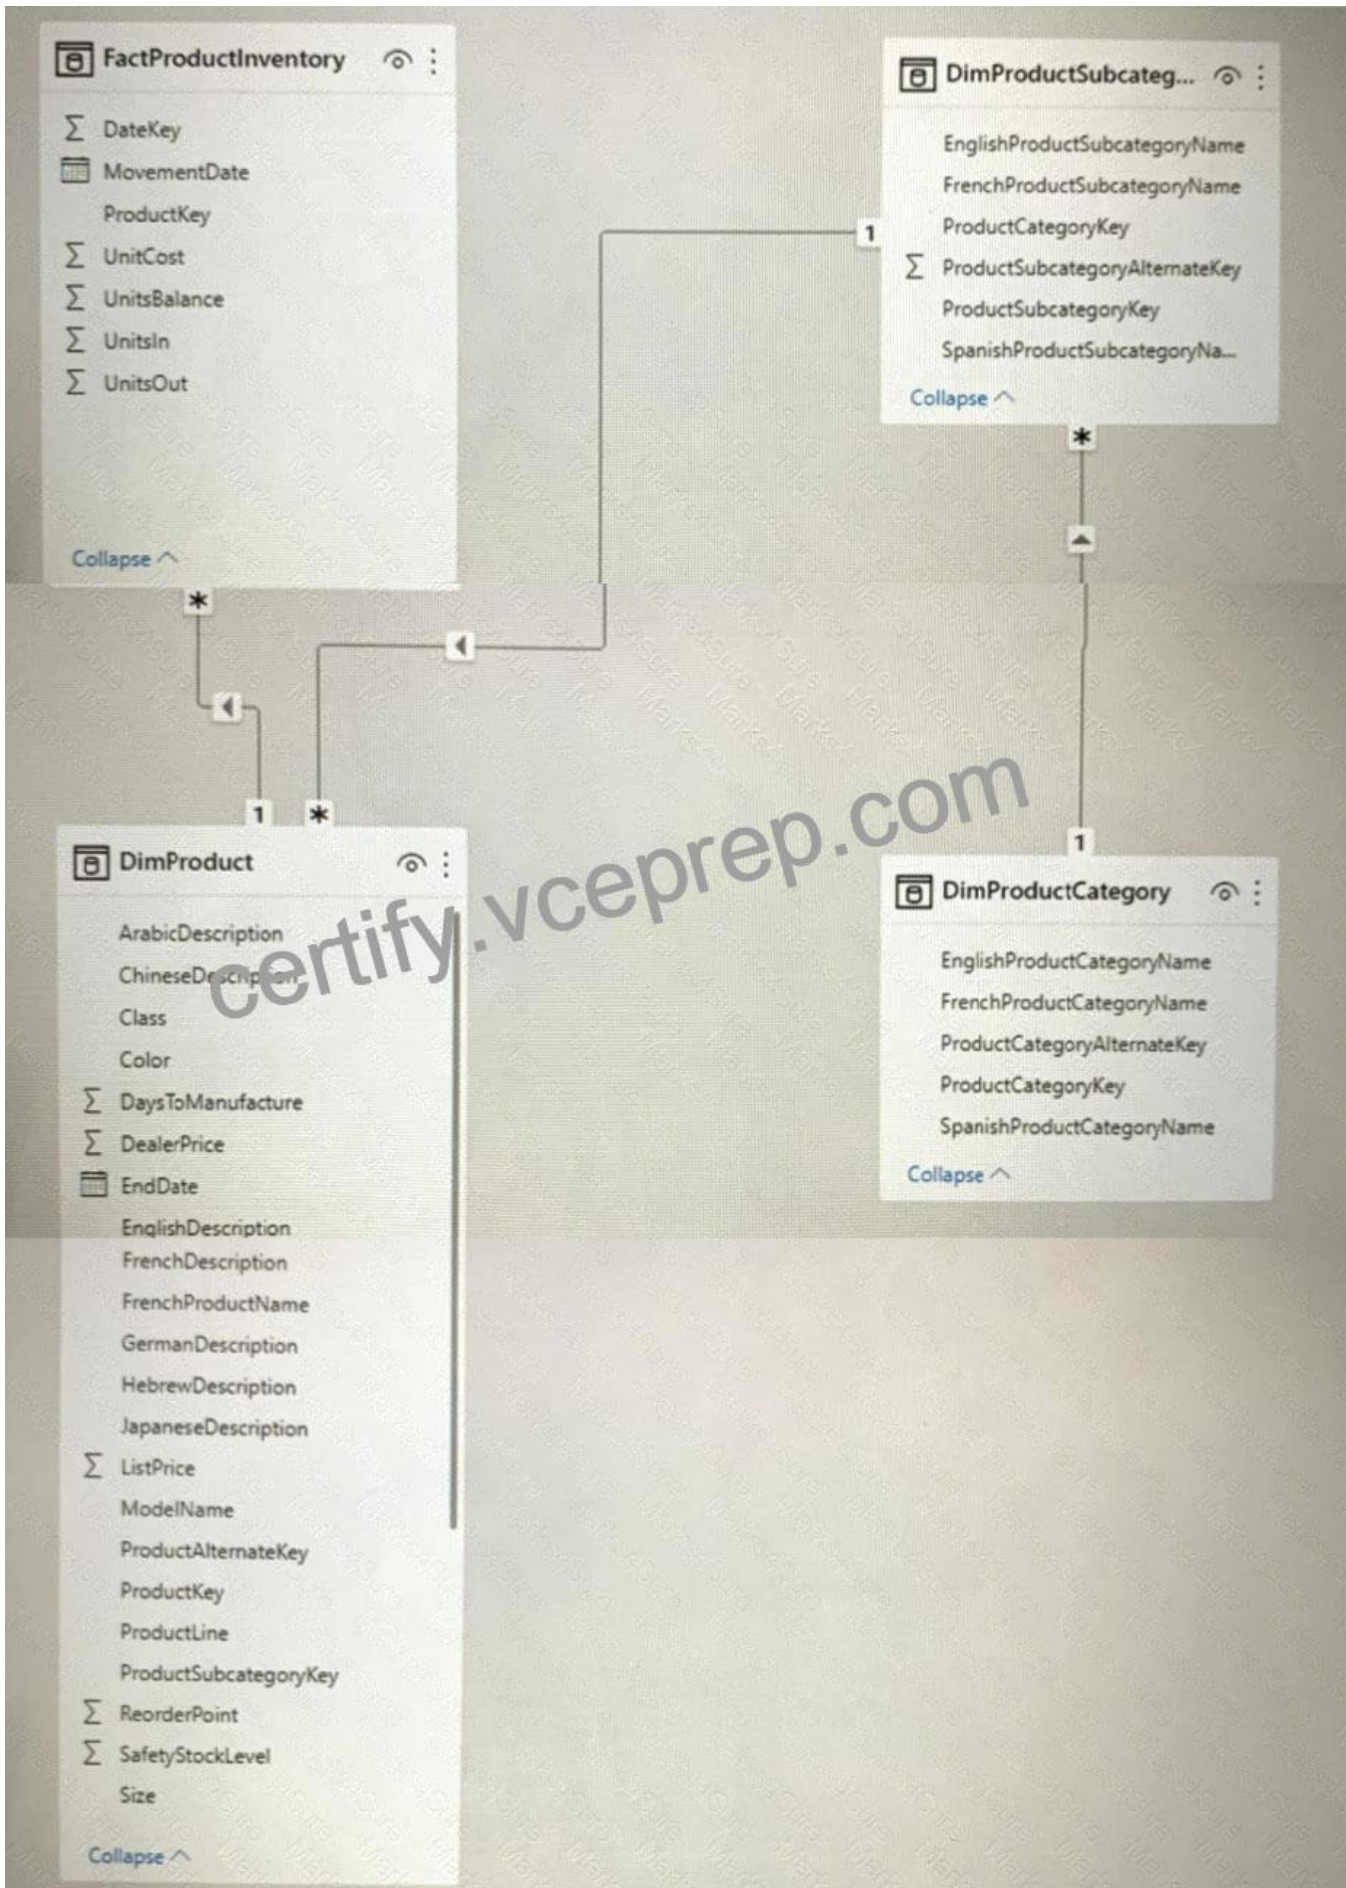 FactProductInventory
DateKey
MovementDate
ProductKey
UnitCost
UnitsBalance
UnitsIn
UnitsOut
Collapse
*
1
DimProductSubcateg...
EnglishProductSubcategoryName
FrenchProductSubcategoryName
ProductCategoryKey
ProductSubcategoryAlternateKey
ProductSubcategoryKey
SpanishProductSubcategoryNa...
Collapse
1
*
certify.vceprep.com
1
*
DimProduct
ArabicDescription
ChineseDescription
Class
Color
DaysToManufacture
DealerPrice
EndDate
EnglishDescription
FrenchDescription
FrenchProductName
GermanDescription
HebrewDescription
JapaneseDescription
ListPrice
ModelName
ProductAlternateKey
ProductKey
ProductLine
ProductSubcategoryKey
ReorderPoint
SafetyStockLevel
Size
Collapse
DimProductCategory
EnglishProductCategoryName
FrenchProductCategoryName
ProductCategoryAlternateKey
ProductCategoryKey
SpanishProductCategoryName
Collapse